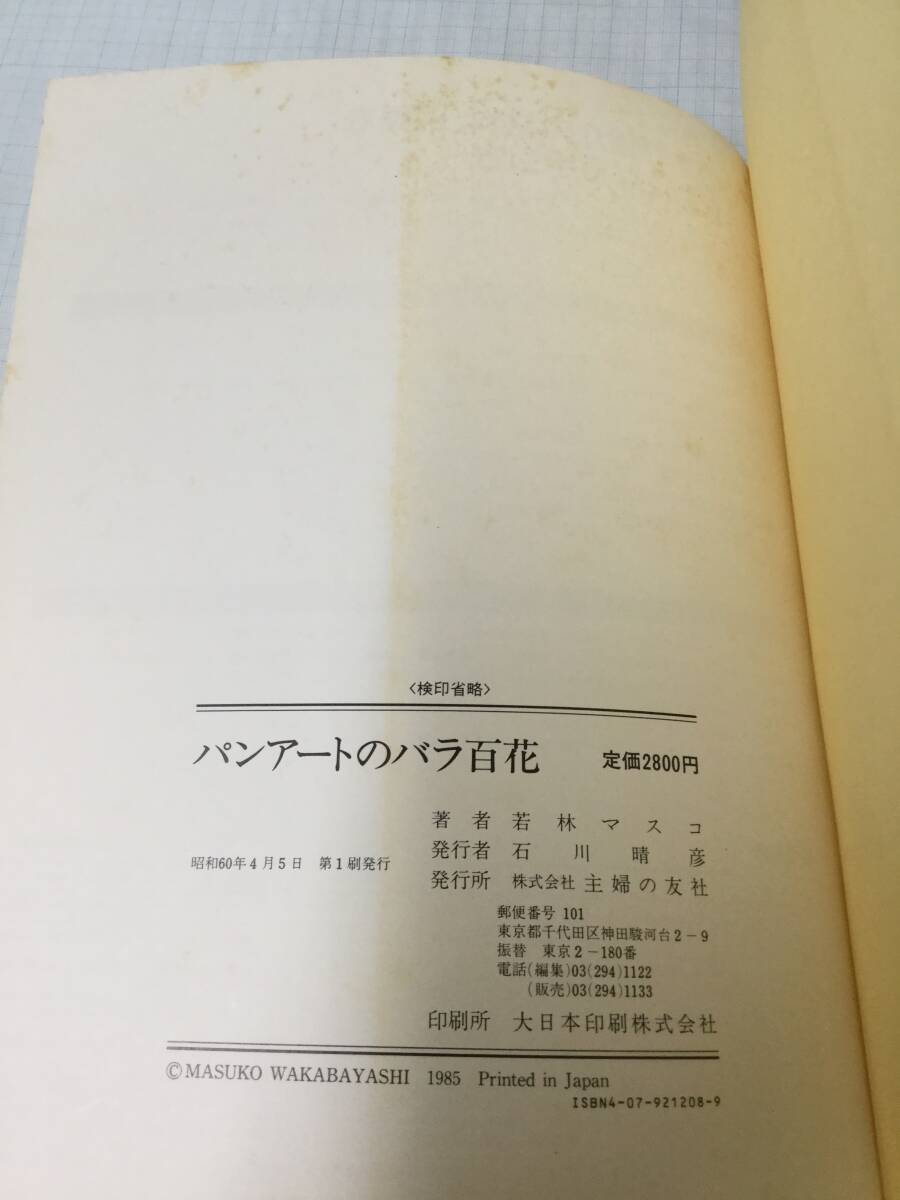 〈検印省略〉
パンアートのバラ百花 定価2800円
著者 若林マスコ
昭和60年4月5日 第1刷発行
発行者 石川晴彦
発行所 株式会社 主婦の友社
郵便番号 101
東京都千代田区神田駿河台2-9
振替 東京2-180番
電話(編集)03(294)1122
(販売)03(294)1133
印刷所 大日本印刷株式会社
©MASUKO WAKABAYASHI 1985 Printed in Japan
ISBN4-07-921208-9